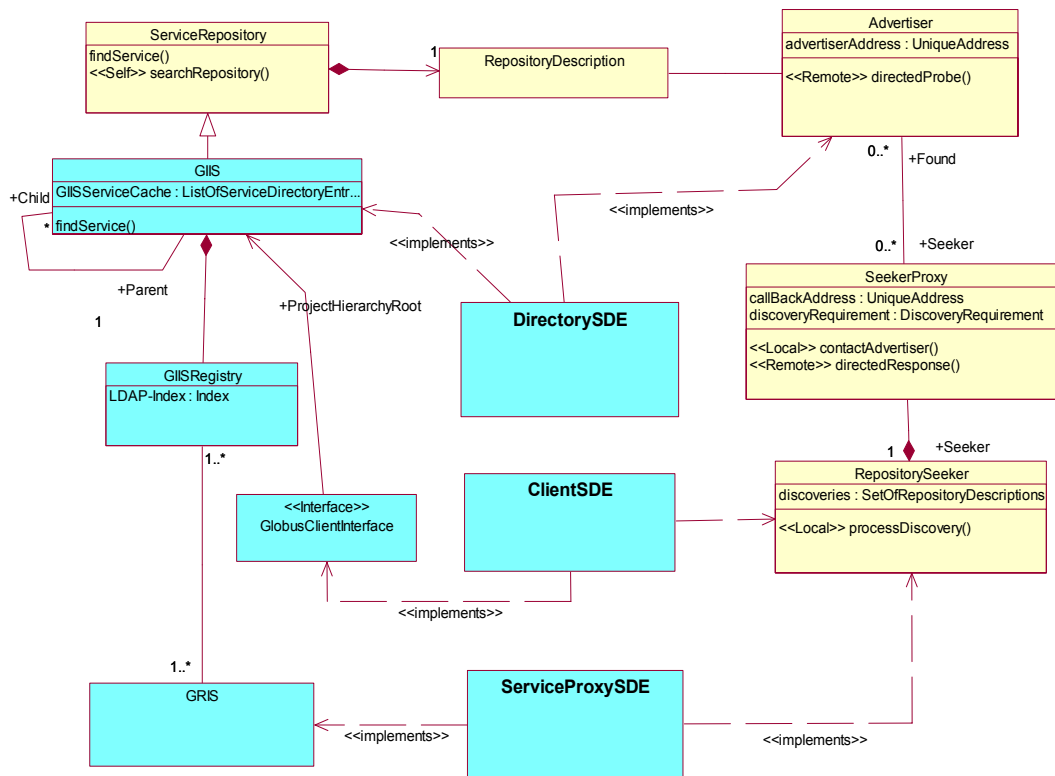 ServiceRepository
findService()
<<Self>> searchRepository()
1
RepositoryDescription
Advertiser
advertiserAddress : UniqueAddress
<<Remote>> directedProbe()
0..*
+Found
GIIS
GIISServiceCache : ListOfServiceDirectoryEntr...
findService()
+Child
*
+Parent
<<implements>>
<<implements>>
0..*
+Seeker
SeekerProxy
callBackAddress : UniqueAddress
discoveryRequirement : DiscoveryRequirement
<<Local>> contactAdvertiser()
<<Remote>> directedResponse()
+ProjectHierarchyRoot
DirectorySDE
1
GIISRegistry
LDAP-Index : Index
1..*
1
+Seeker
RepositorySeeker
discoveries : SetOfRepositoryDescriptions
<<Local>> processDiscovery()
ClientSDE
<<Interface>>
GlobusClientInterface
<<implements>>
1..*
GRIS
ServiceProxySDE
<<implements>>
<<implements>>